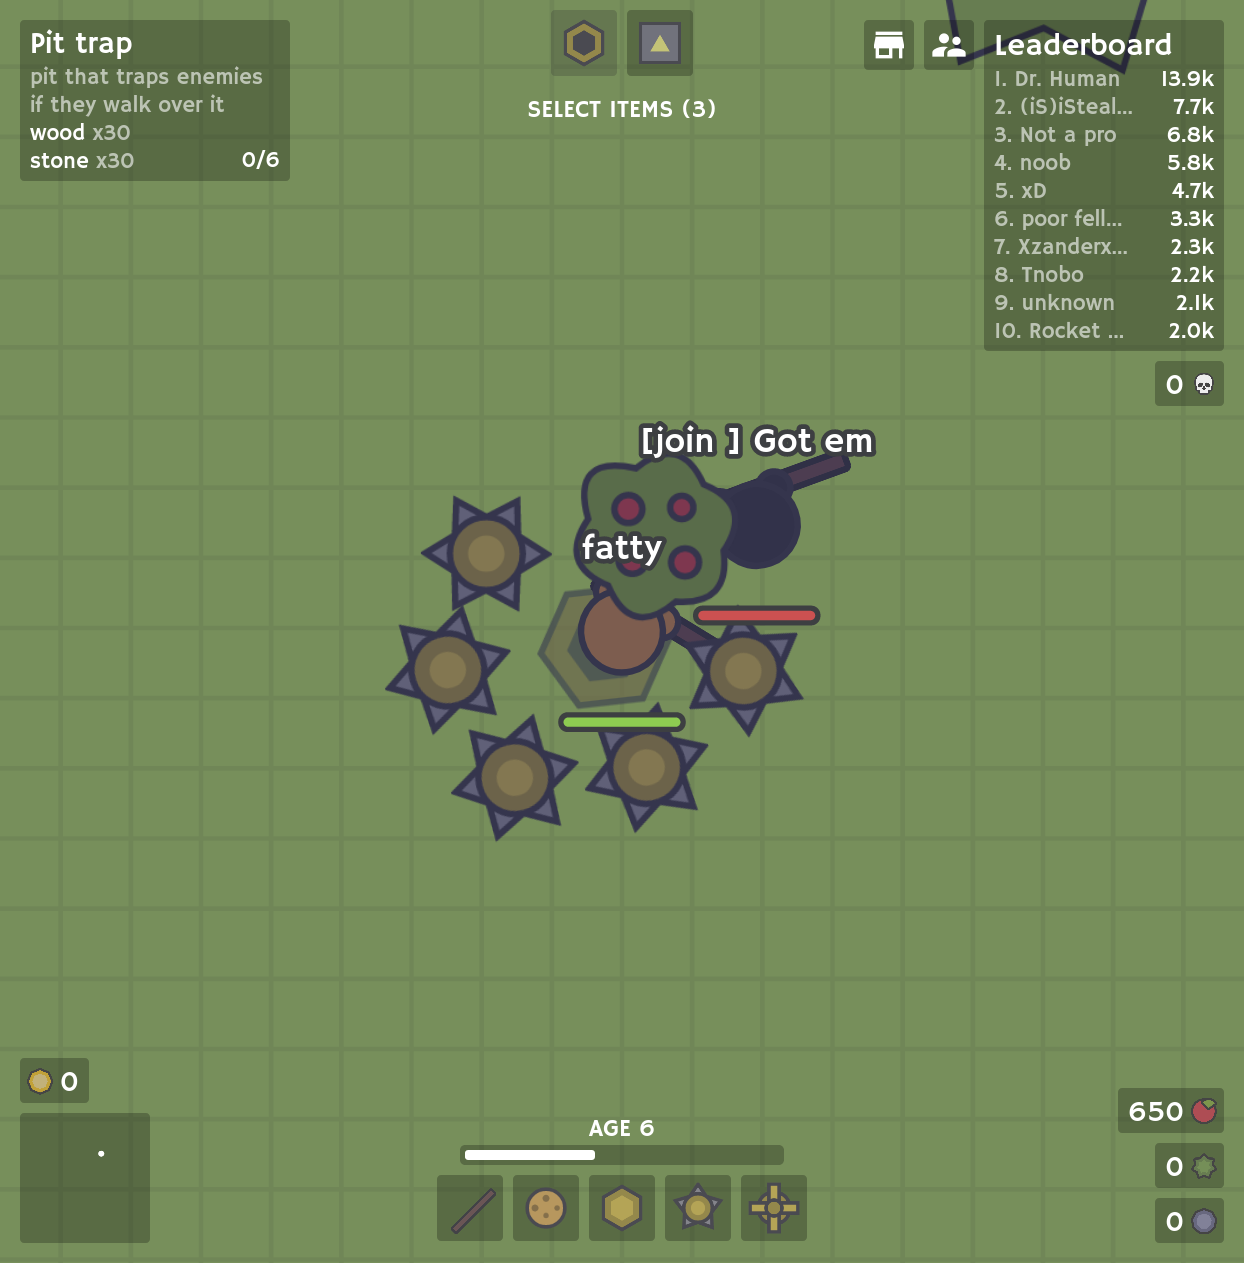 Pit trap
pit that traps enemies
if they walk over it
wood x30
stone x30 0/6
SELECT ITEMS (3)
Leaderboard
1. Dr. Human 13.9k
2. (iS)iSteal... 7.7k
3. Not a pro 6.8k
4. noob 5.8k
5. xD 4.7k
6. poor fell... 3.3k
7. Xzanderx... 2.3k
8. Tnobo 2.2k
9. unknown 2.1k
10. Rocket ... 2.0k
0
[join ] Got em
fatty
0
AGE 6
650
0
0